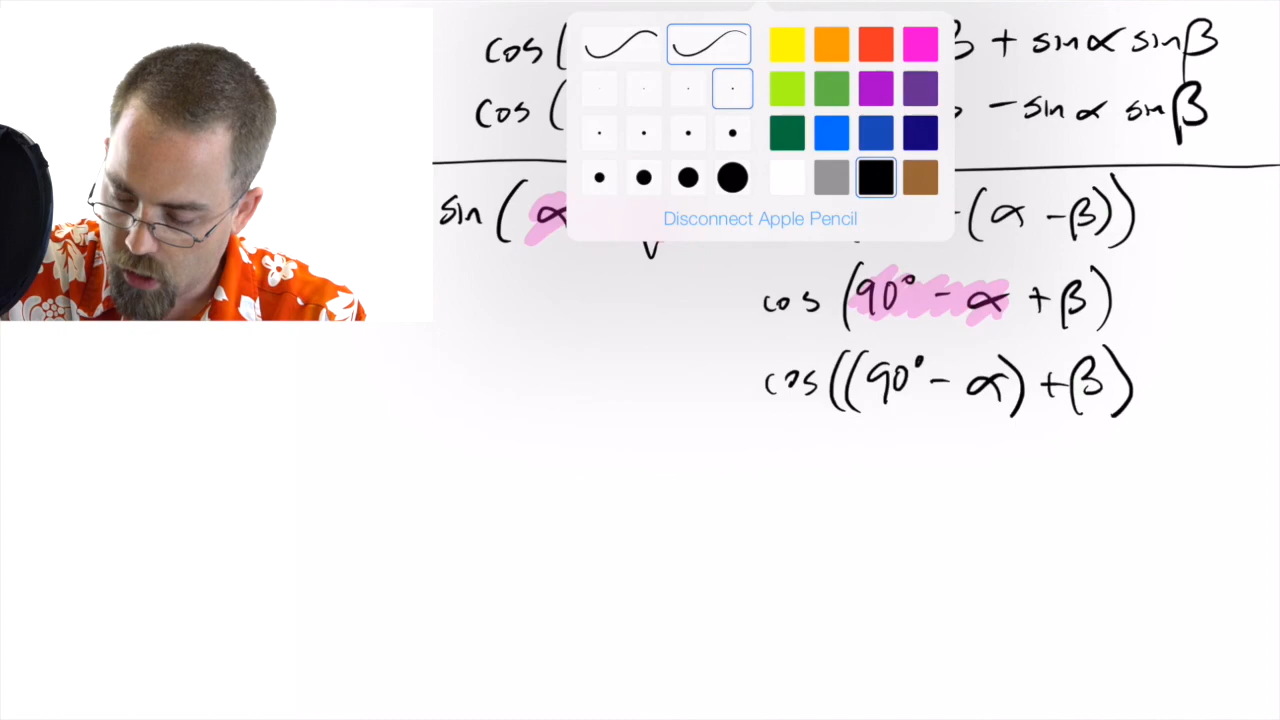 cos( β + sin α sin β
cos( - sin α sin β
sin (α - (α - β))
cos (90° - α + β)
cos((90° - α) + β)
Disconnect Apple Pencil